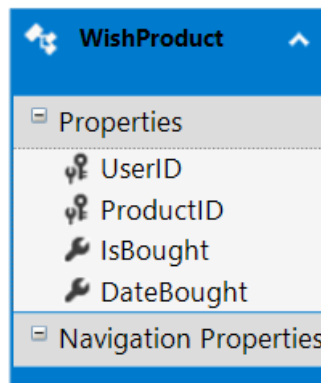 WishProduct
Properties
UserID
ProductID
IsBought
DateBought
Navigation Properties